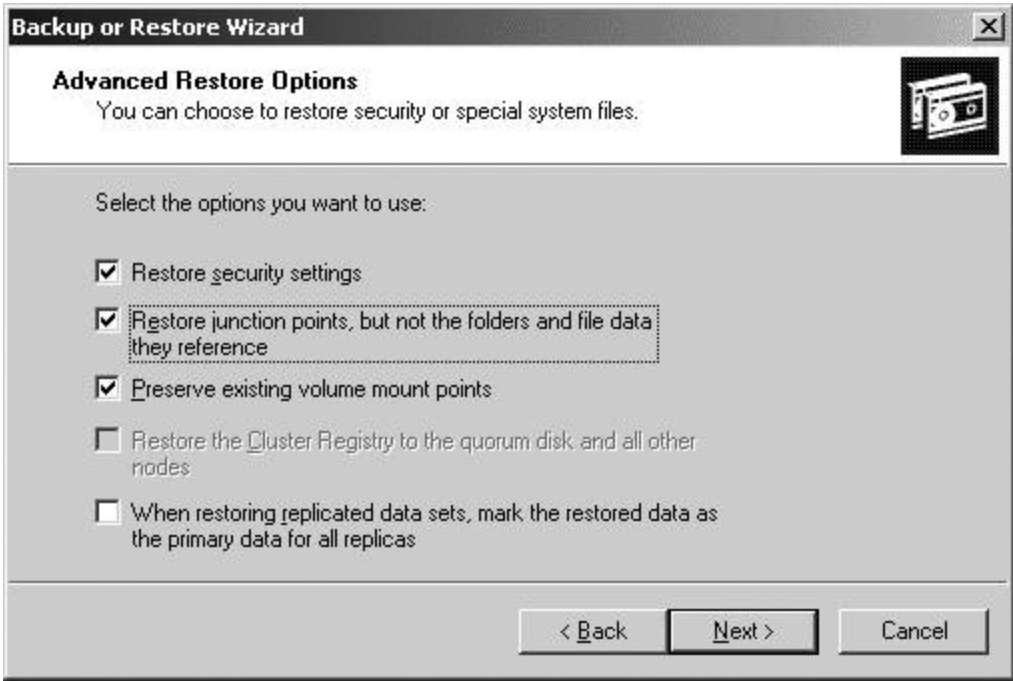 Backup or Restore Wizard
Advanced Restore Options
You can choose to restore security or special system files.
Select the options you want to use:
Restore security settings
Restore junction points, but not the folders and file data
they reference
Preserve existing volume mount points
Restore the Cluster Registry to the quorum disk and all other
nodes
When restoring replicated data sets, mark the restored data as
the primary data for all replicas
< Back
Next >
Cancel